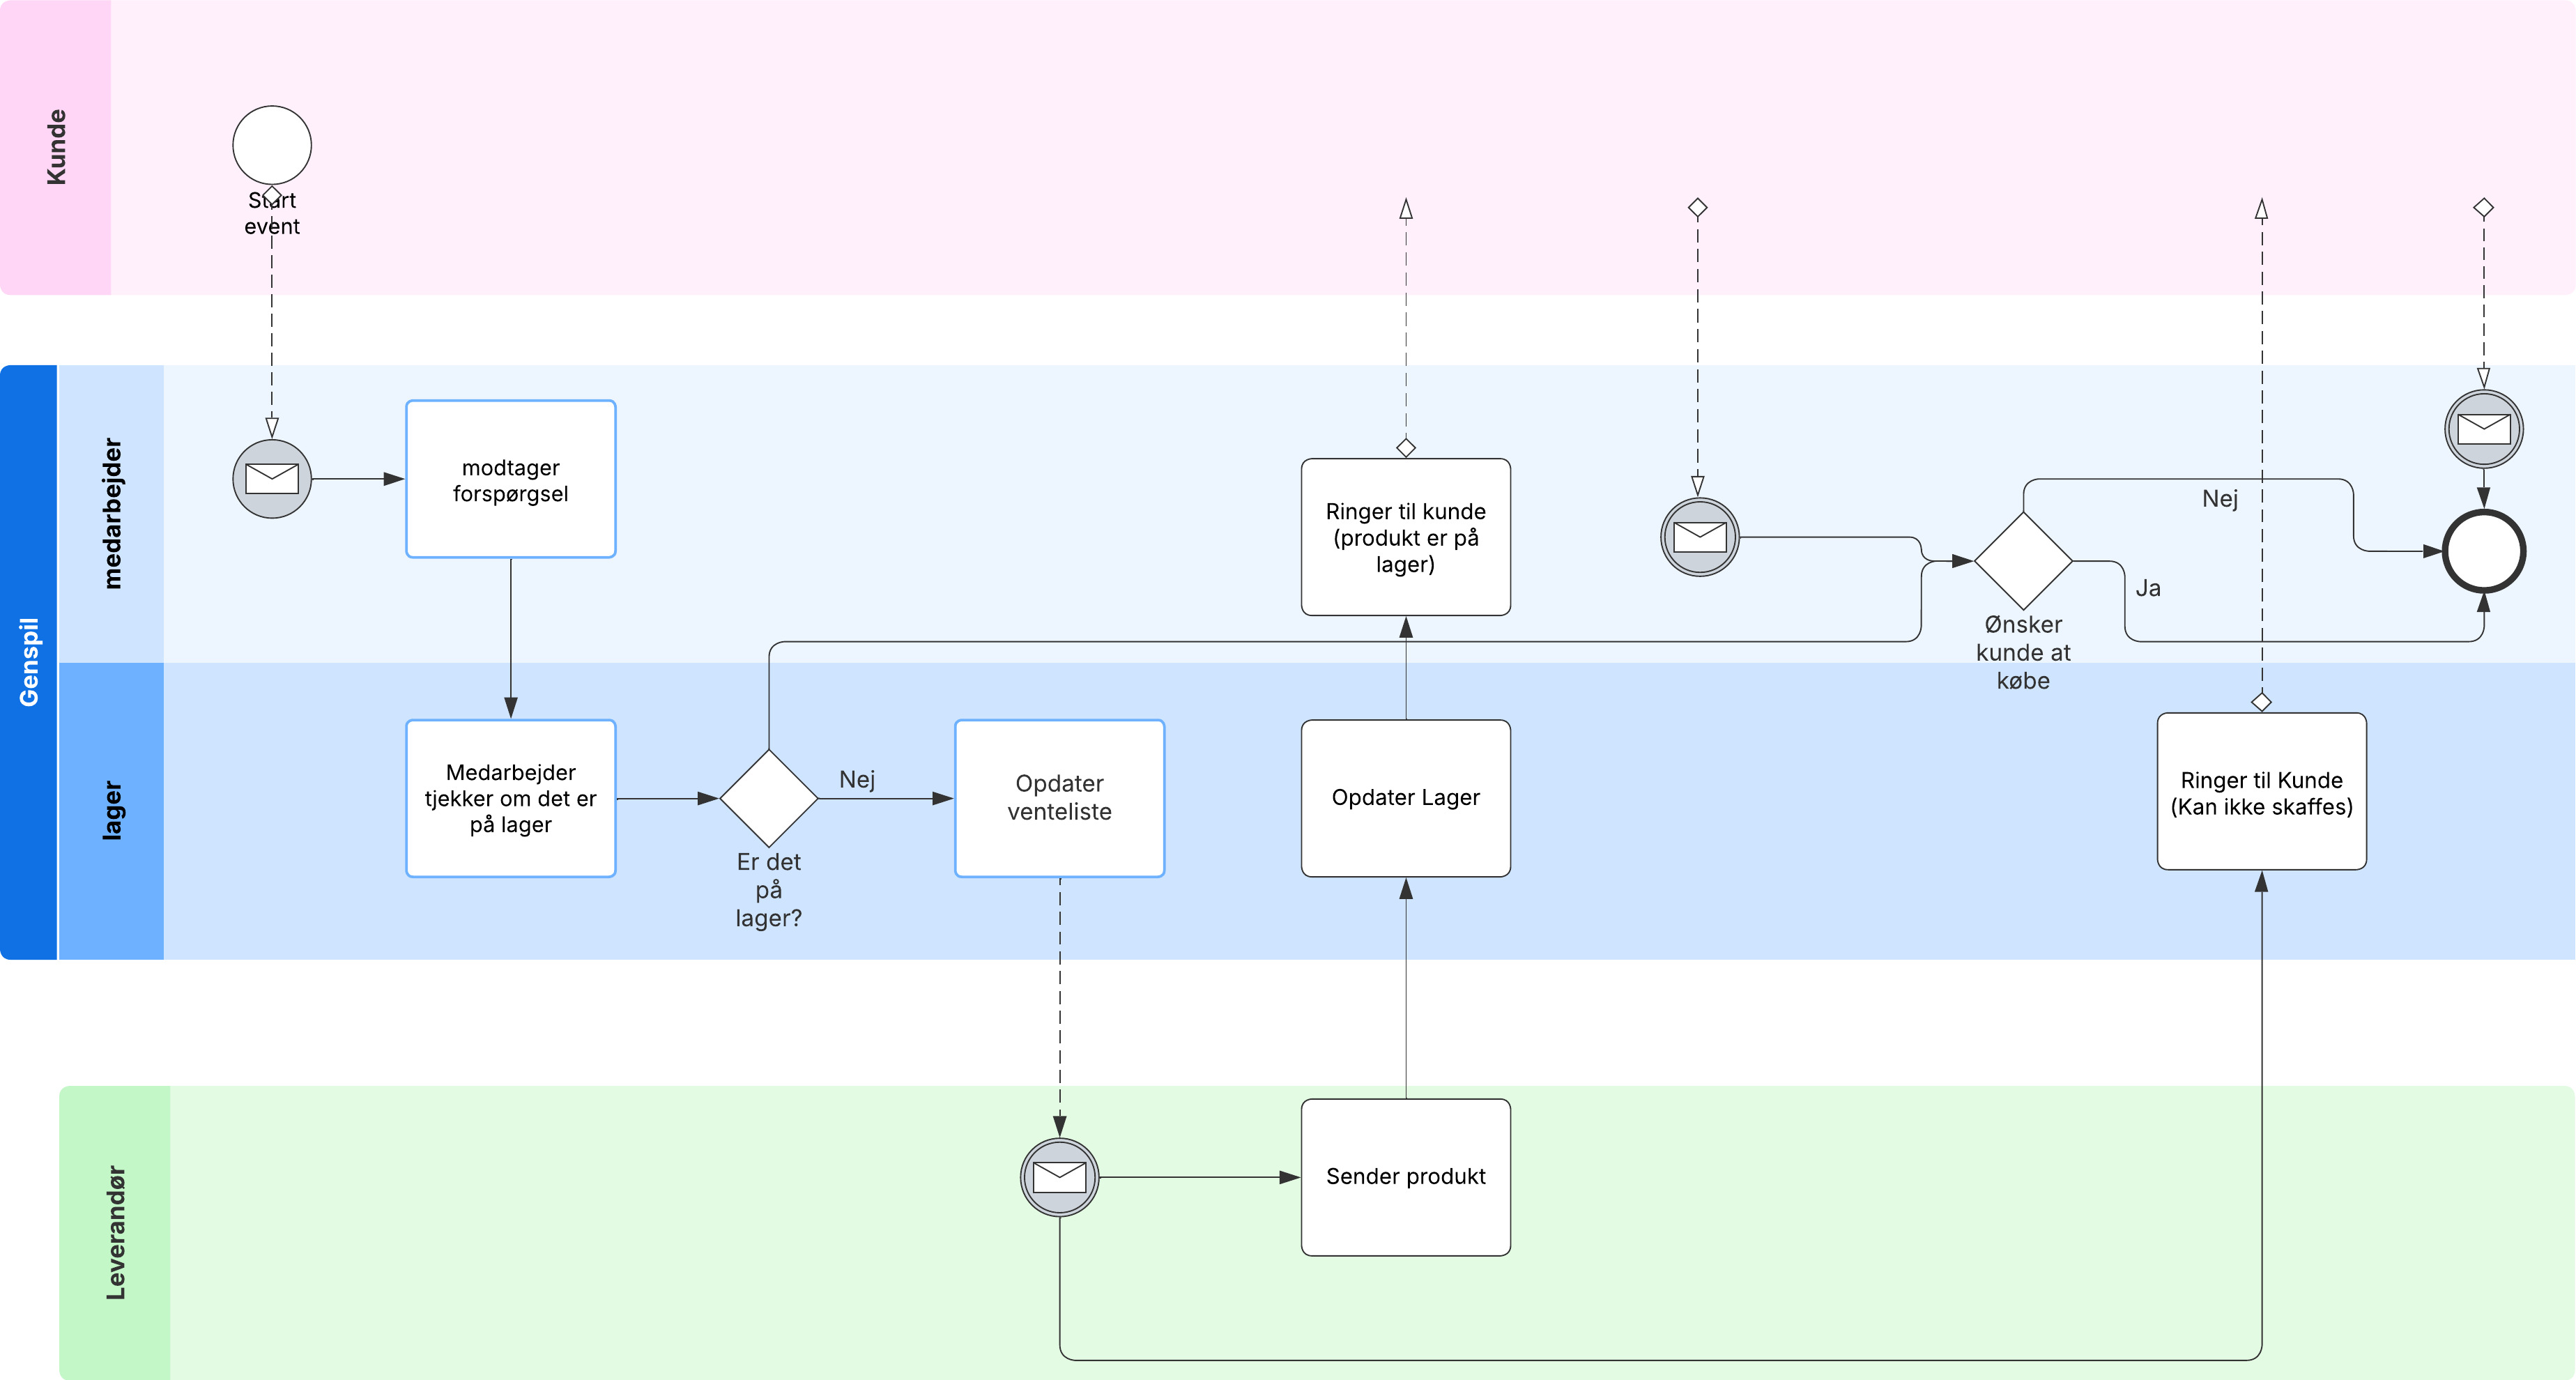 Kunde
Start
event
Genspil
medarbejder
modtager
forspørgsel
Ringer til kunde
(produkt er på
lager)
Nej
Ja
Ønsker
kunde at
købe
lager
Medarbejder
tjekker om det er
på lager
Er det
på
lager?
Nej
Opdater
venteliste
Opdater Lager
Ringer til Kunde
(Kan ikke skaffes)
Leverandør
Sender produkt